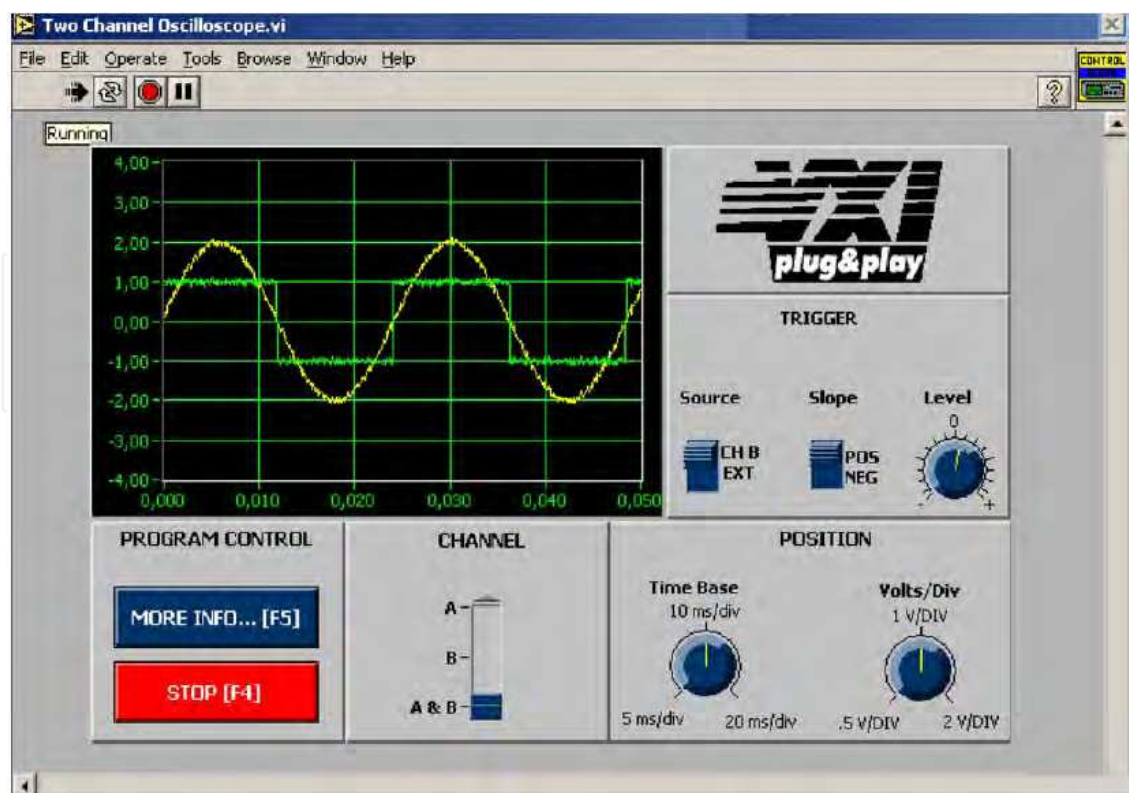 Two Channel Oscilloscope.vi
File Edit Operate Tools Browse Window Help
CONTROL
Running
4,00
3,00
2,00
1,00
0,00
-1,00
-2,00
-3,00
-4,00
0,000 0,010 0,020 0,030 0,040 0,050
VXI
plug&play
TRIGGER
Source Slope Level
0
CH B
EXT
POS
NEG
- +
PROGRAM CONTROL
MORE INFO... [F5]
STOP [F4]
CHANNEL
A
B
A & B
POSITION
Time Base
10 ms/div
5 ms/div 20 ms/div
Volts/Div
1 V/DIV
.5 V/DIV 2 V/DIV